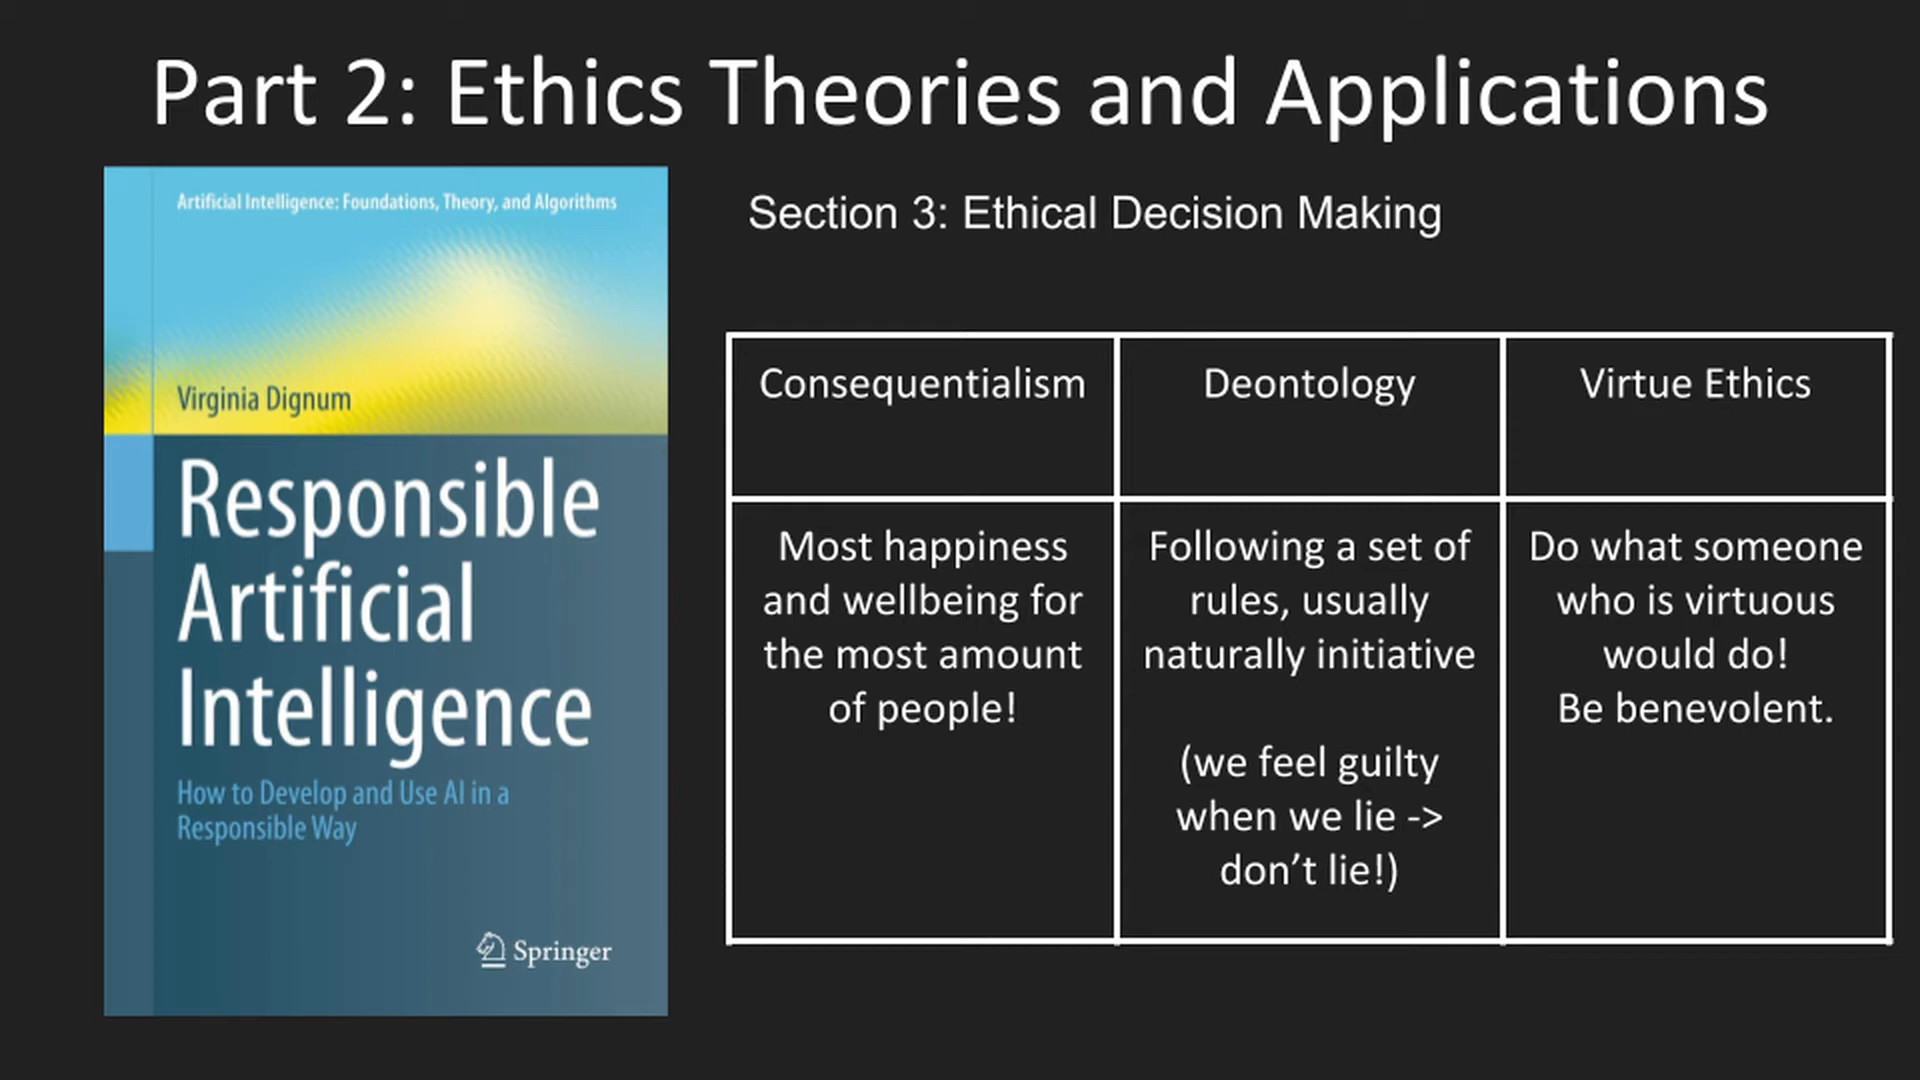 Part 2: Ethics Theories and Applications
Artificial Intelligence: Foundations, Theory, and Algorithms
Virginia Dignum
Responsible
Artificial
Intelligence
How to Develop and Use AI in a
Responsible Way
Springer
Section 3: Ethical Decision Making
Consequentialism
Deontology
Virtue Ethics
Most happiness
and wellbeing for
the most amount
of people!
Following a set of
rules, usually
naturally initiative
(we feel guilty
when we lie ->
don’t lie!)
Do what someone
who is virtuous
would do!
Be benevolent.